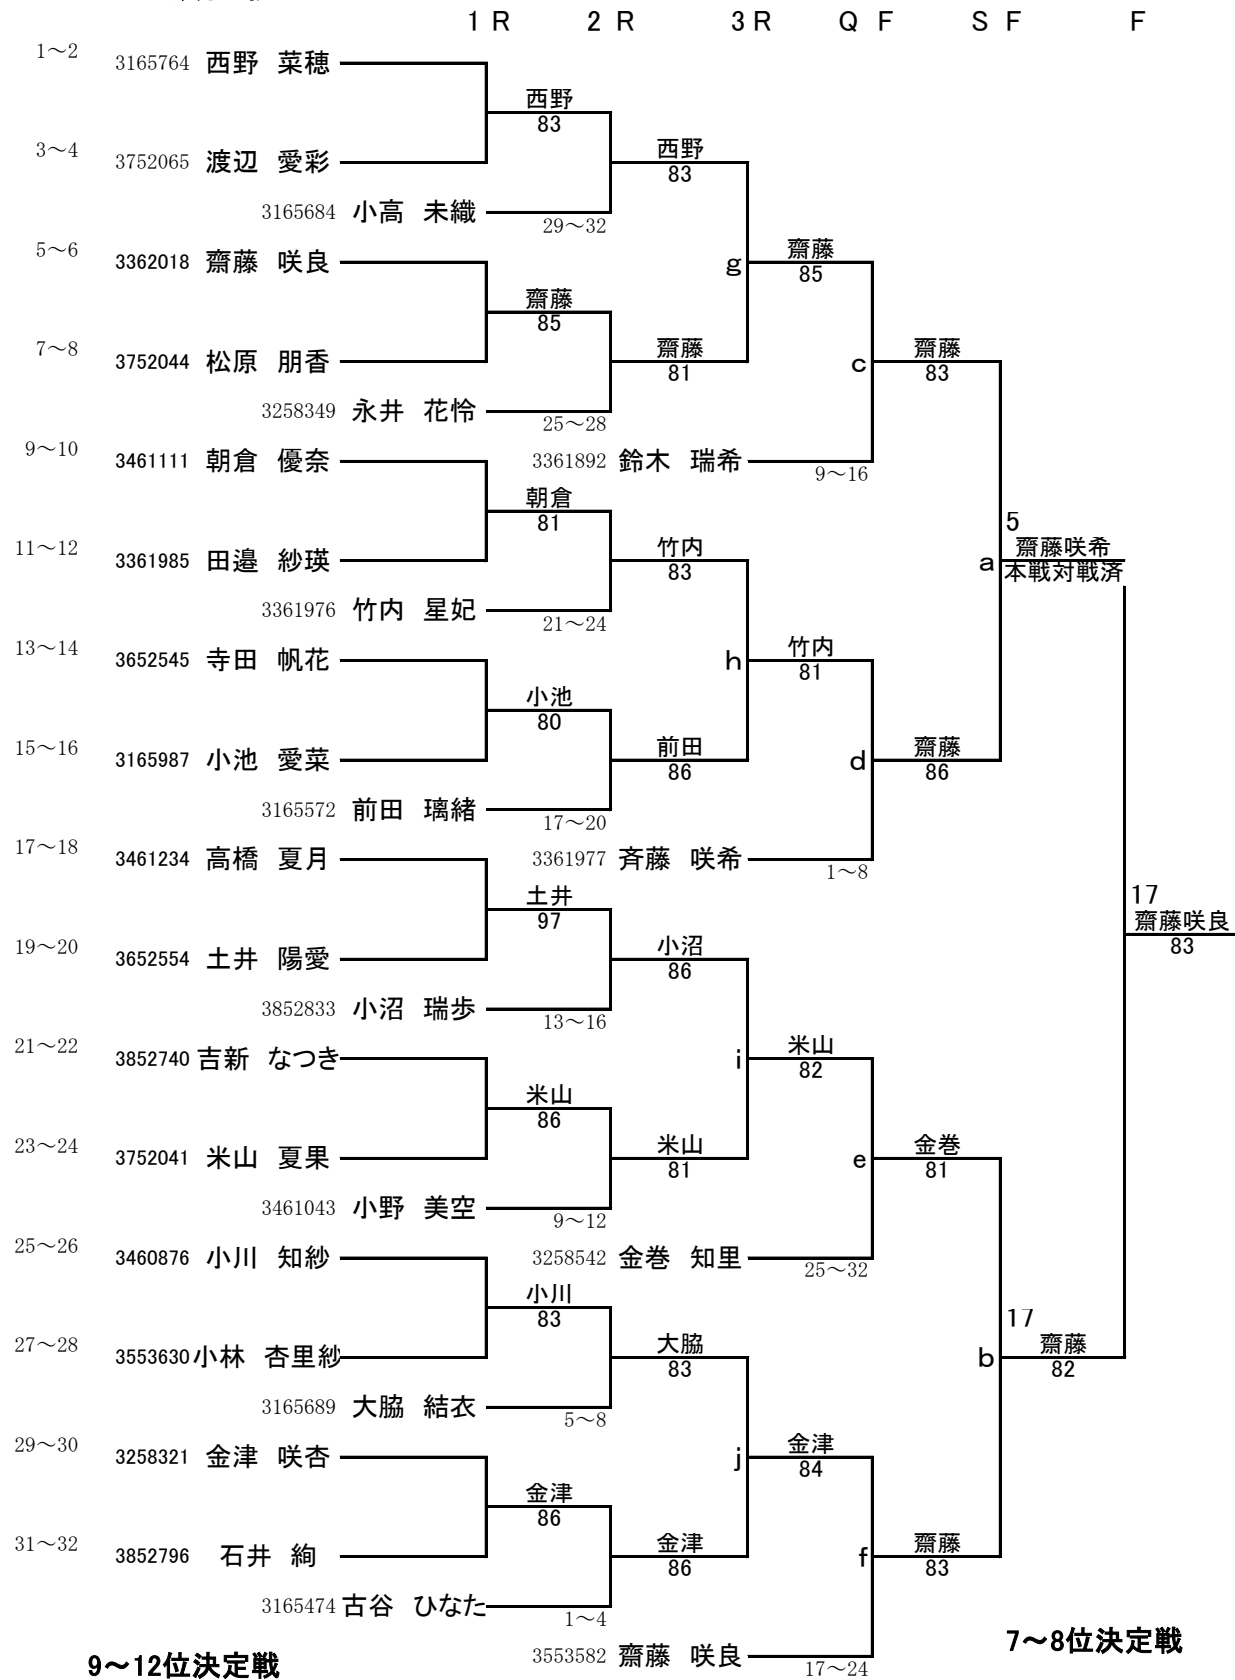 1 R 2 R 3 R Q F S F F
1～2 3165764 西野 菜穂
西野
83
3～4 3752065 渡辺 愛彩
西野
83
3165684 小高 未織
29～32
5～6 3362018 齋藤 咲良
g 齋藤
85
齋藤
85
7～8 3752044 松原 朋香
齋藤
81
c 齋藤
83
3258349 永井 花怜
25～28
9～10 3461111 朝倉 優奈
3361892 鈴木 瑞希
9～16
朝倉
81
5
11～12 3361985 田邉 紗瑛
竹内
83
a 齋藤咲希
本戦対戦済
3361976 竹内 星妃
21～24
13～14 3652545 寺田 帆花
h 竹内
81
小池
80
15～16 3165987 小池 愛菜
前田
86
d 齋藤
86
3165572 前田 璃緒
17～20
17～18 3461234 高橋 夏月
3361977 斉藤 咲希
1～8
土井
97
17
齋藤咲良
83
19～20 3652554 土井 陽愛
小沼
86
3852833 小沼 瑞歩
13～16
21～22 3852740 吉新 なつき
i 米山
82
米山
86
23～24 3752041 米山 夏果
米山
81
e 金巻
81
3461043 小野 美空
9～12
25～26 3460876 小川 知紗
3258542 金巻 知里
25～32
小川
83
17
27～28 3553630 小林 杏里紗
大脇
83
b 齋藤
82
3165689 大脇 結衣
5～8
29～30 3258321 金津 咲杏
j 金津
84
金津
86
31～32 3852796 石井 絢
金津
86
f 齋藤
83
3165474 古谷 ひなた
1～4
3553582 齋藤 咲良
17～24
7～8位決定戦
9～12位決定戦